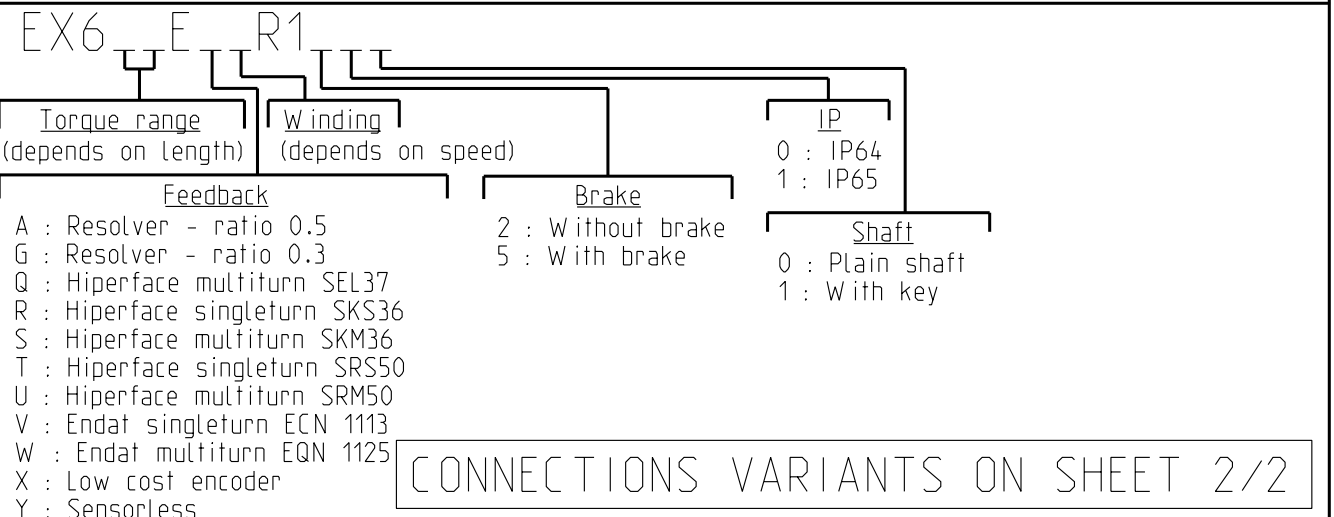 EX6_ _E_ _R1_ _ _
Torque range
(depends on length)
Winding
(depends on speed)
IP
0 : IP64
1 : IP65
Feedback
A : Resolver - ratio 0.5
G : Resolver - ratio 0.3
Q : Hiperface multiturn SEL37
R : Hiperface singleturn SKS36
S : Hiperface multiturn SKM36
T : Hiperface singleturn SRS50
U : Hiperface multiturn SRM50
V : Endat singleturn ECN 1113
W : Endat multiturn EQN 1125
X : Low cost encoder
Y : Sensorless
Brake
2 : Without brake
5 : With brake
Shaft
0 : Plain shaft
1 : With key
CONNECTIONS VARIANTS ON SHEET 2/2